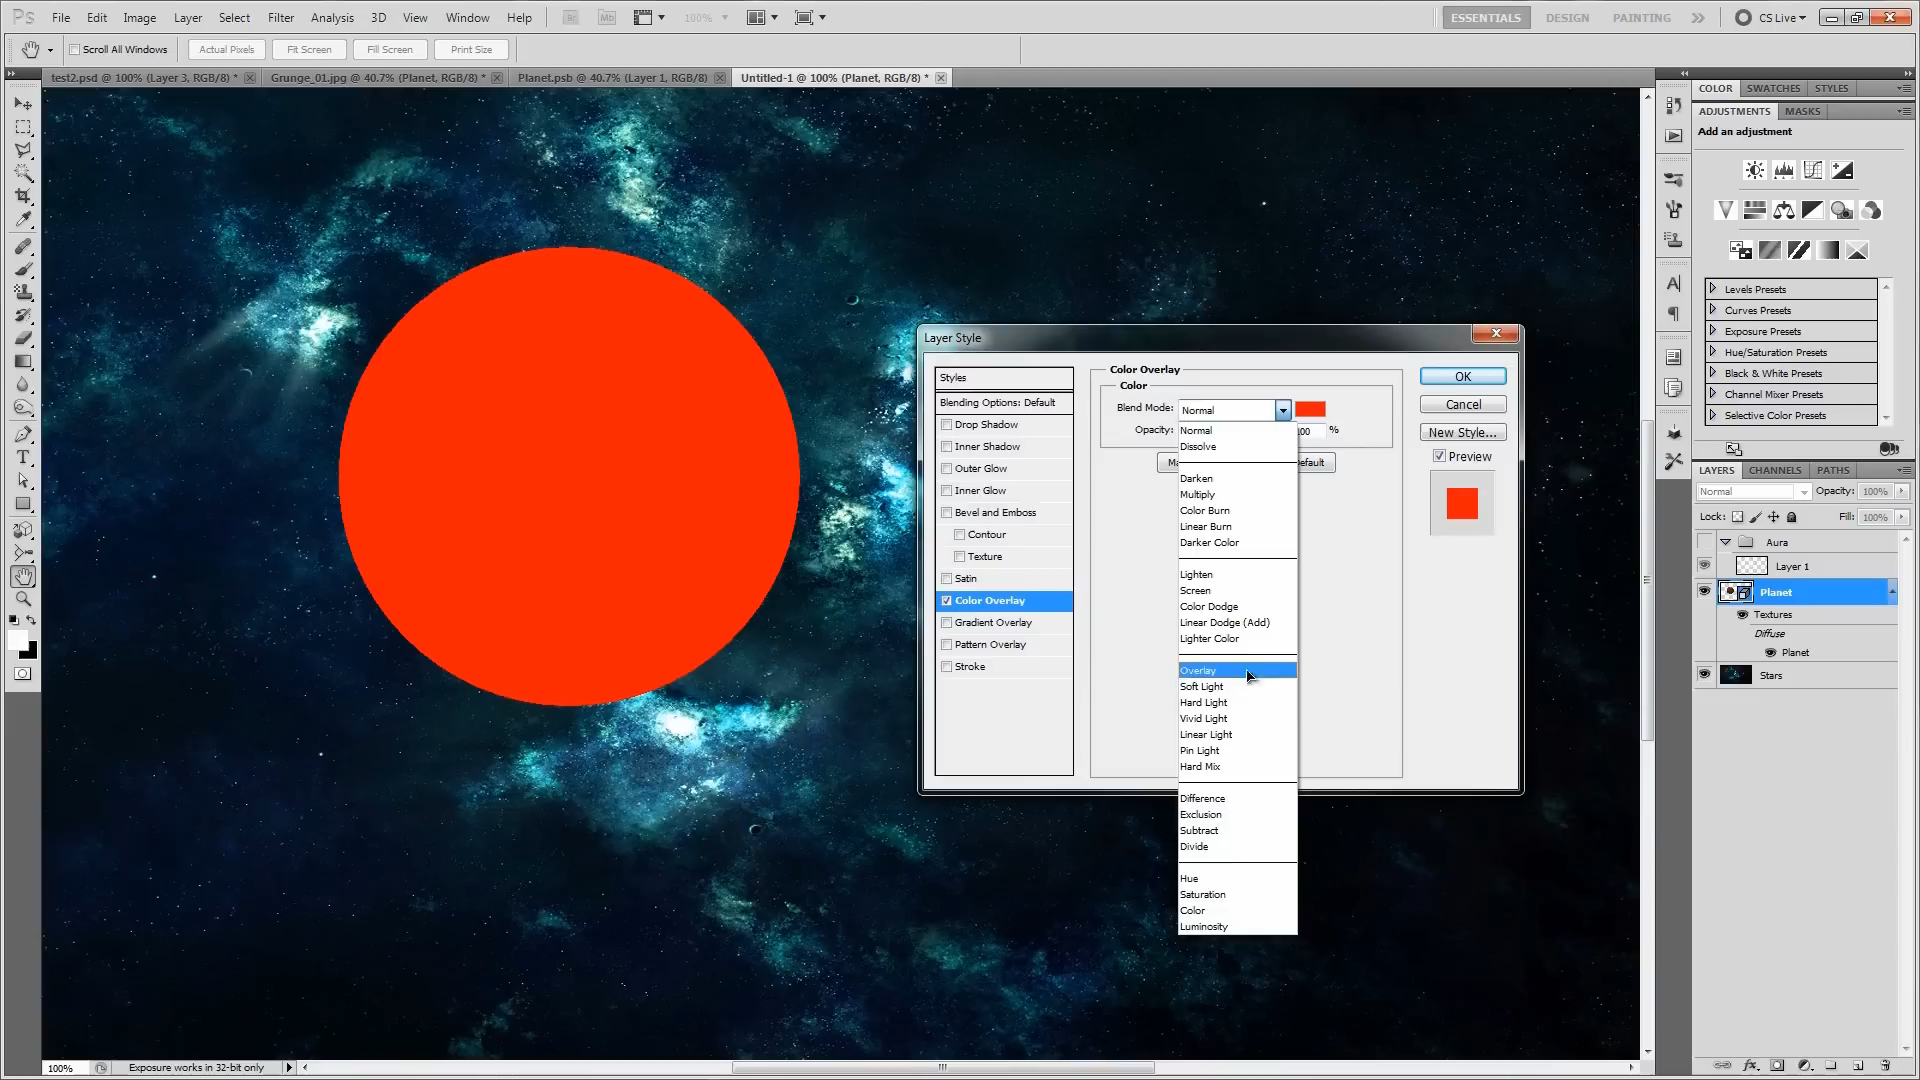 Ps File Edit Image Layer Select Filter Analysis 3D View Window Help Br Mb 100% ESSENTIALS DESIGN PAINTING CS Live
Scroll All Windows Actual Pixels Fit Screen Fill Screen Print Size
test2.psd @ 100% (Layer 3, RGB/8) * Grunge_01.jpg @ 40.7% (Planet, RGB/8) * Planet.psb @ 40.7% (Layer 1, RGB/8) Untitled-1 @ 100% (Planet, RGB/8) *
Layer Style
Styles
Blending Options: Default
Drop Shadow
Inner Shadow
Outer Glow
Inner Glow
Bevel and Emboss
Contour
Texture
Satin
Color Overlay
Gradient Overlay
Pattern Overlay
Stroke
Color Overlay
Color
Blend Mode: Normal
Opacity: 100 %
Normal
Dissolve
Darken
Multiply
Color Burn
Linear Burn
Darker Color
Lighten
Screen
Color Dodge
Linear Dodge (Add)
Lighter Color
Overlay
Soft Light
Hard Light
Vivid Light
Linear Light
Pin Light
Hard Mix
Difference
Exclusion
Subtract
Divide
Hue
Saturation
Color
Luminosity
OK
Cancel
New Style...
Preview
COLOR SWATCHES STYLES
ADJUSTMENTS MASKS
Add an adjustment
Levels Presets
Curves Presets
Exposure Presets
Hue/Saturation Presets
Black & White Presets
Channel Mixer Presets
Selective Color Presets
LAYERS CHANNELS PATHS
Normal Opacity: 100%
Lock: Fill: 100%
Aura
Layer 1
Planet
Textures
Diffuse
Planet
Stars
100% Exposure works in 32-bit only